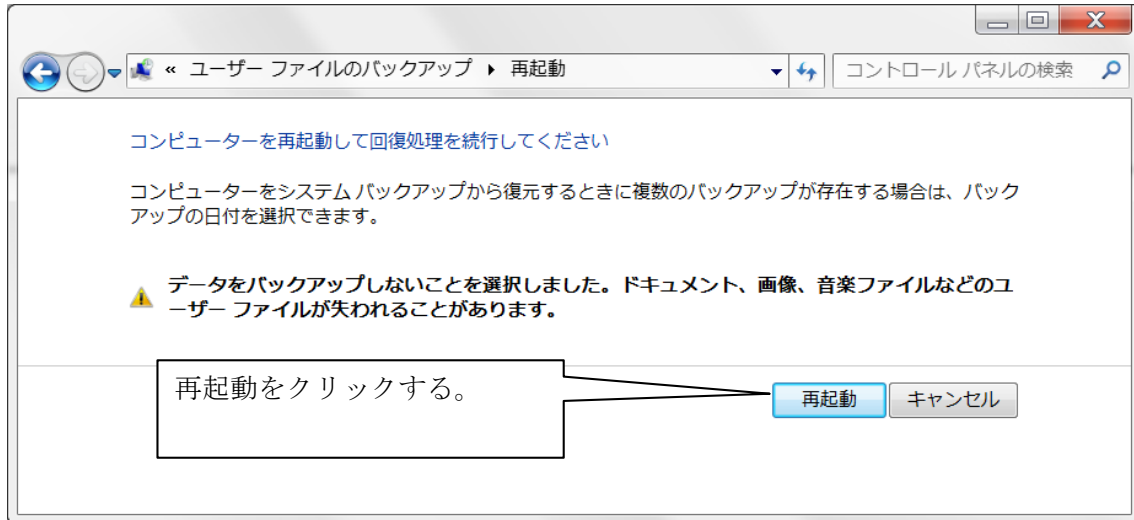 « ユーザー ファイルのバックアップ ▶ 再起動
コントロール パネルの検索
コンピューターを再起動して回復処理を続行してください
コンピューターをシステム バックアップから復元するときに複数のバックアップが存在する場合は、バック
アップの日付を選択できます。
データをバックアップしないことを選択しました。ドキュメント、画像、音楽ファイルなどのユ
ーザー ファイルが失われることがあります。
再起動をクリックする。
再起動
キャンセル